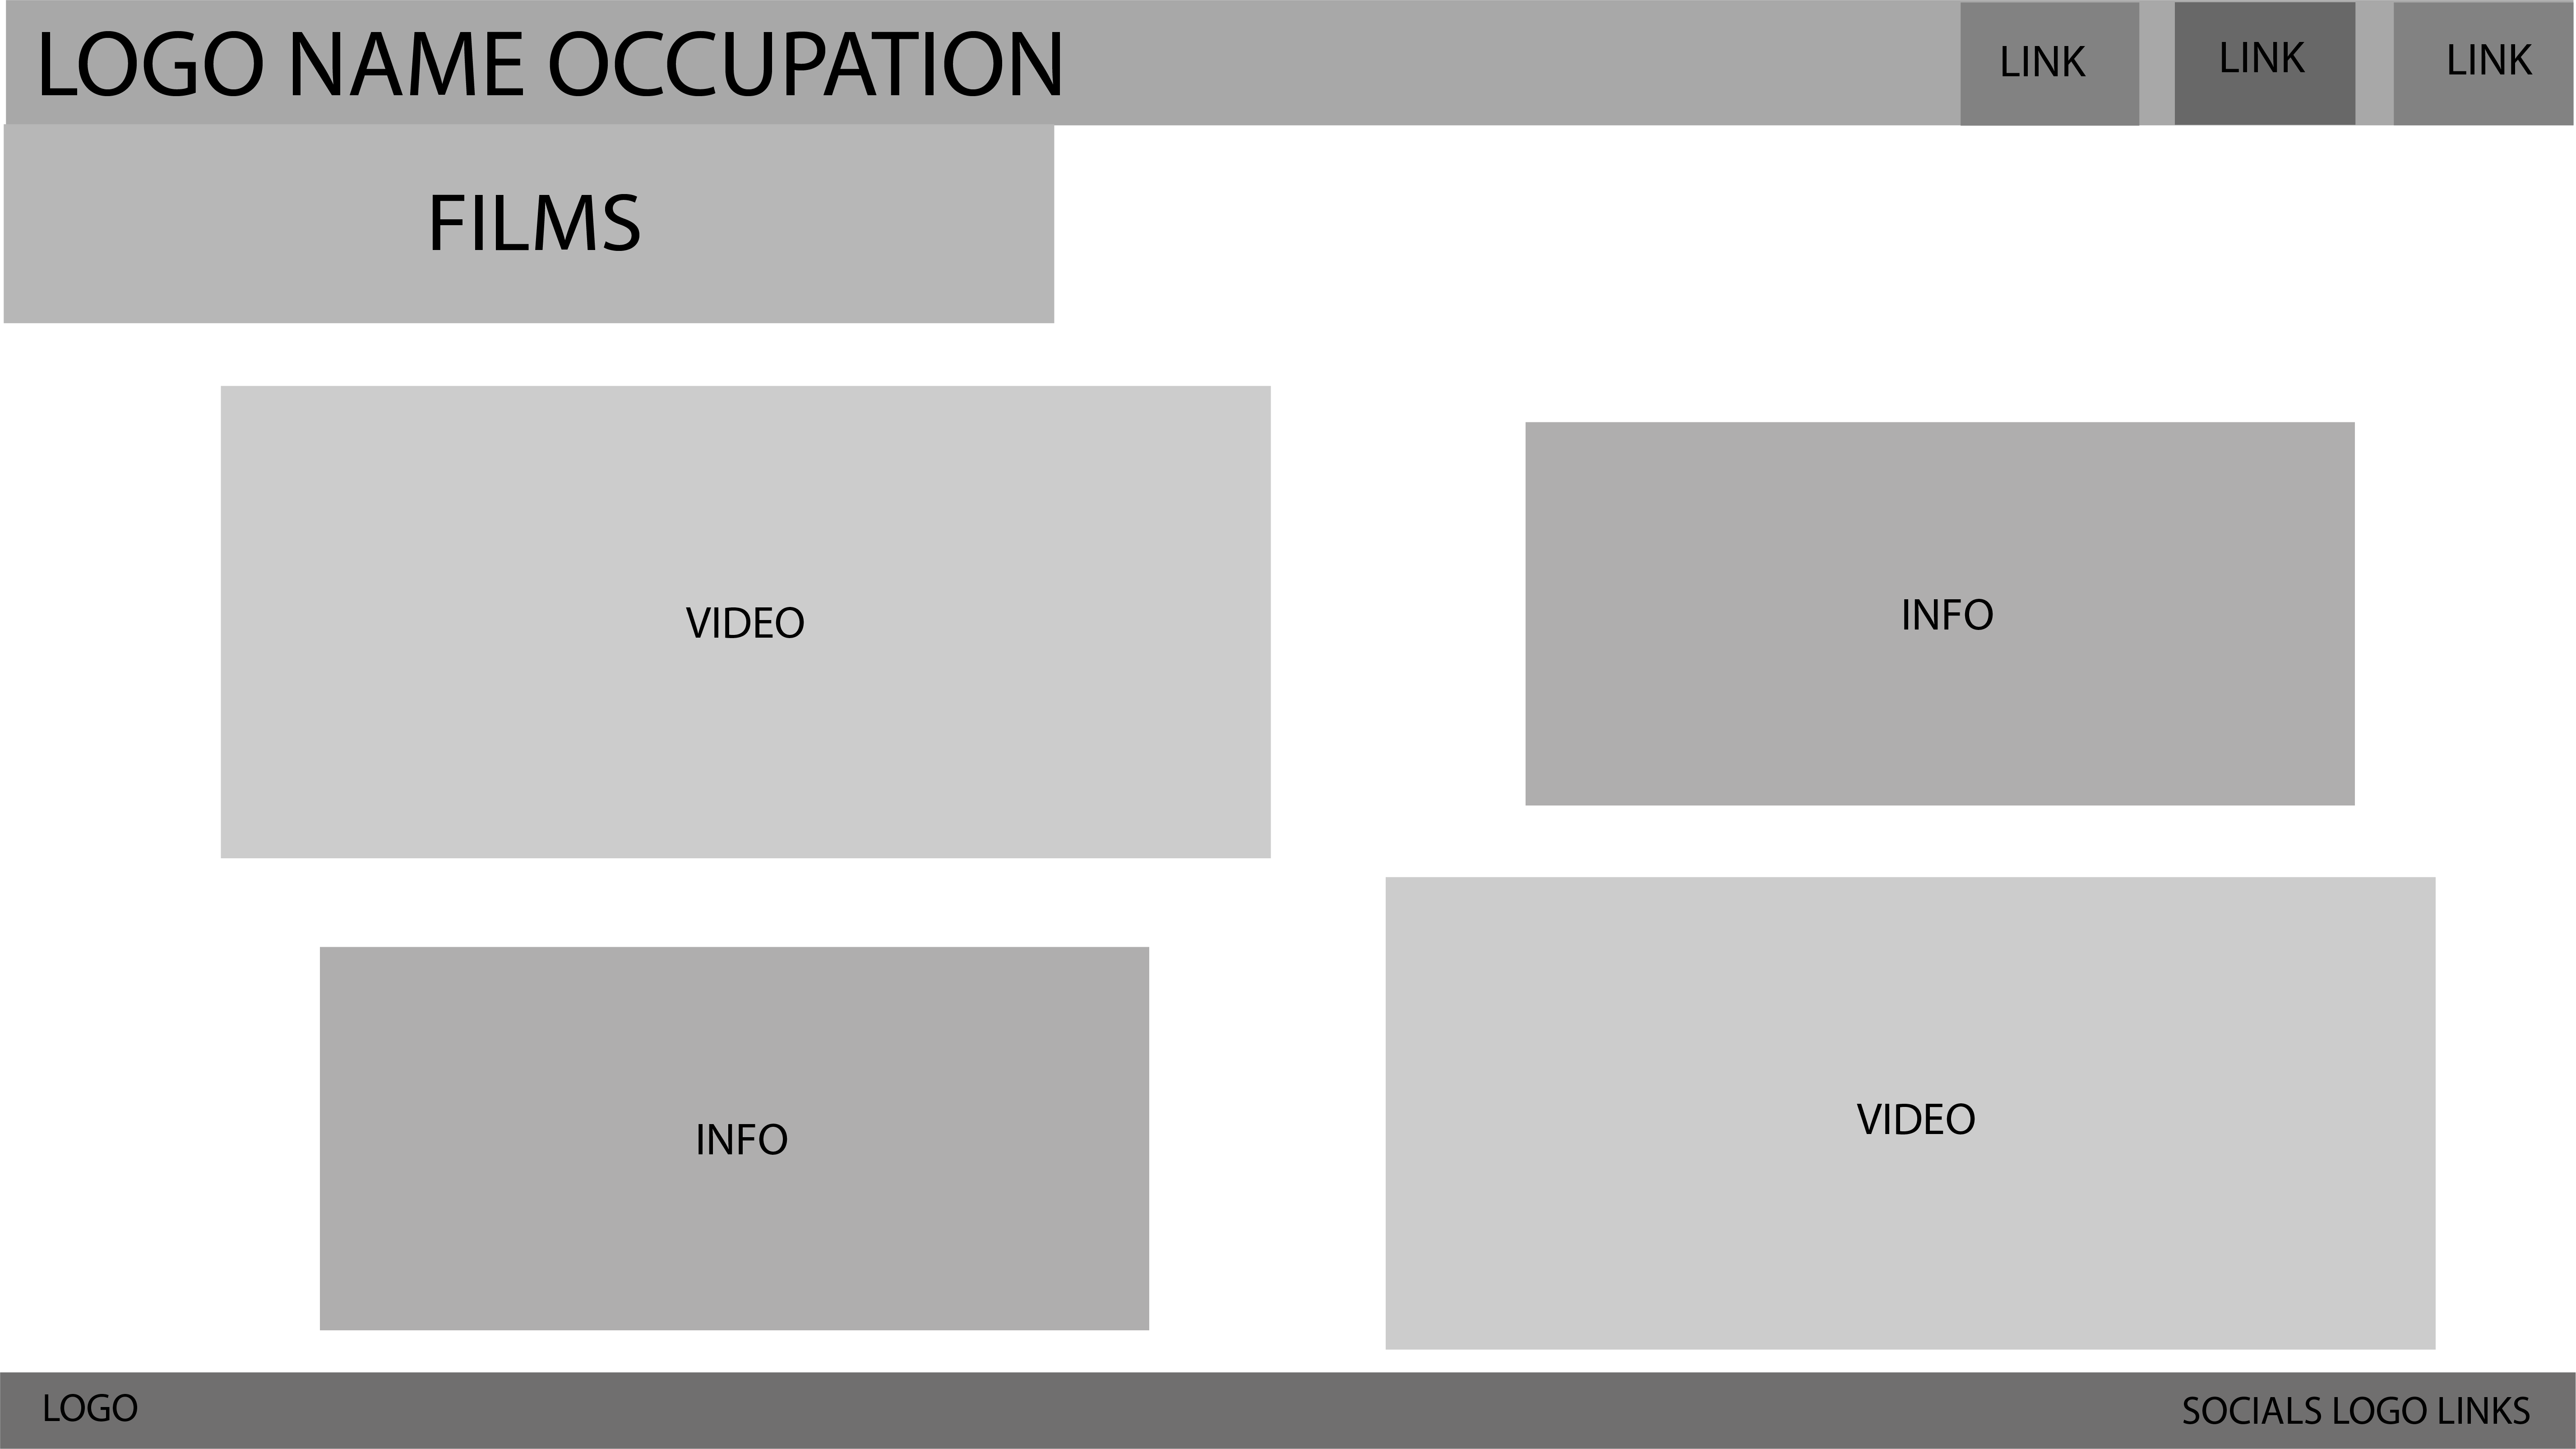 LOGO NAME OCCUPATION
LINK
LINK
LINK
FILMS
VIDEO
INFO
INFO
VIDEO
LOGO
SOCIALS LOGO LINKS